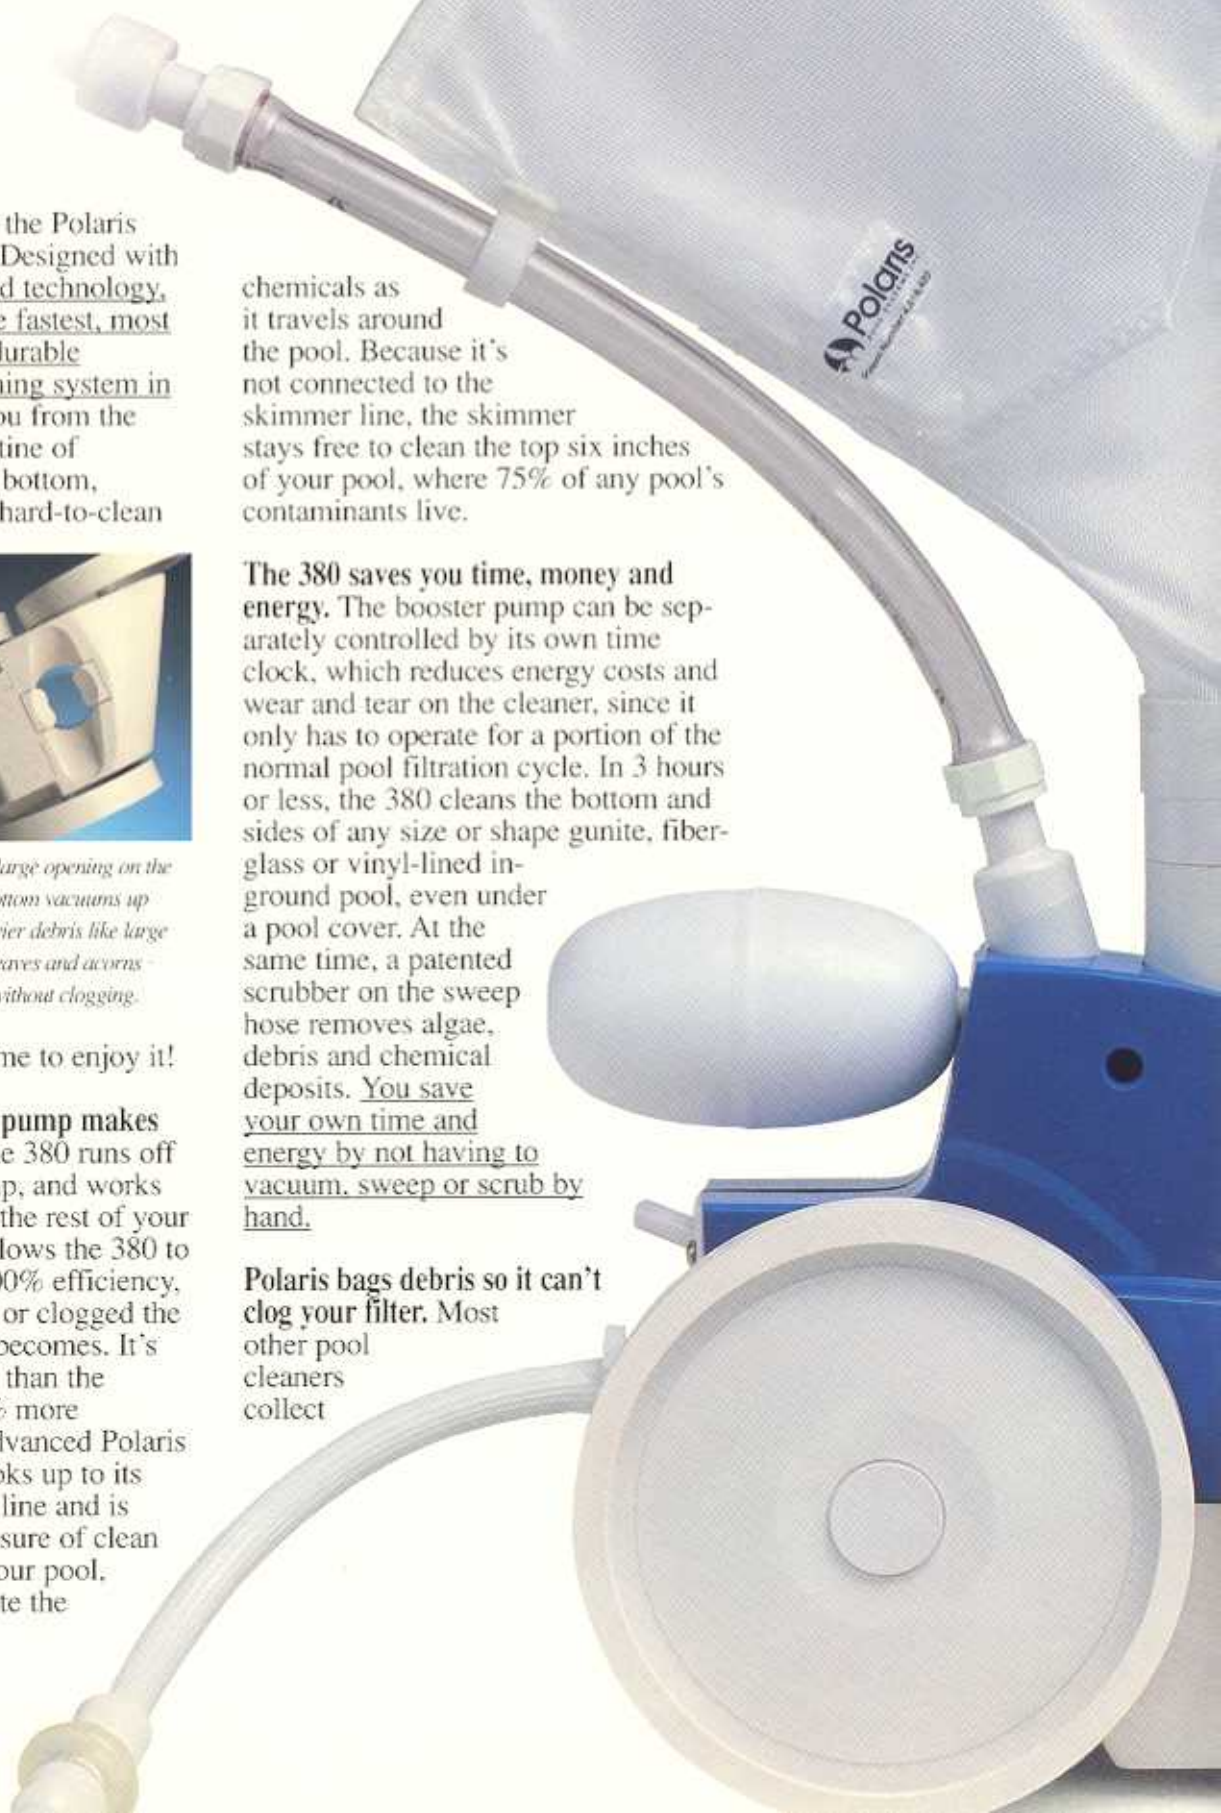 the Polaris
Designed with
d technology,
e fastest, most
durable
ning system in
ou from the
tine of
bottom,
hard-to-clean
large opening on the
ottom vacuums up
vier debris like large
eaves and acorns -
without clogging.
me to enjoy it!
pump makes
e 380 runs off
p, and works
the rest of your
lows the 380 to
00% efficiency,
or clogged the
becomes. It's
than the
% more
dvanced Polaris
oks up to its
line and is
sure of clean
our pool,
te the
chemicals as
it travels around
the pool. Because it's
not connected to the
skimmer line, the skimmer
stays free to clean the top six inches
of your pool, where 75% of any pool's
contaminants live.
The 380 saves you time, money and
energy. The booster pump can be sep-
arately controlled by its own time
clock, which reduces energy costs and
wear and tear on the cleaner, since it
only has to operate for a portion of the
normal pool filtration cycle. In 3 hours
or less, the 380 cleans the bottom and
sides of any size or shape gunite, fiber-
glass or vinyl-lined in-
ground pool, even under
a pool cover. At the
same time, a patented
scrubber on the sweep
hose removes algae,
debris and chemical
deposits. You save
your own time and
energy by not having to
vacuum, sweep or scrub by
hand.
Polaris bags debris so it can't
clog your filter. Most
other pool
cleaners
collect
Polaris